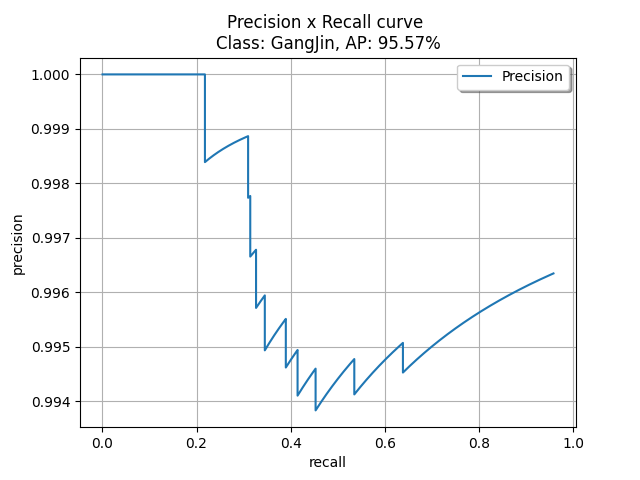 Precision x Recall curve
Class: GangJin, AP: 95.57%
Precision
1.000
0.999
0.998
0.997
0.996
0.995
0.994
precision
0.0 0.2 0.4 0.6 0.8 1.0
recall